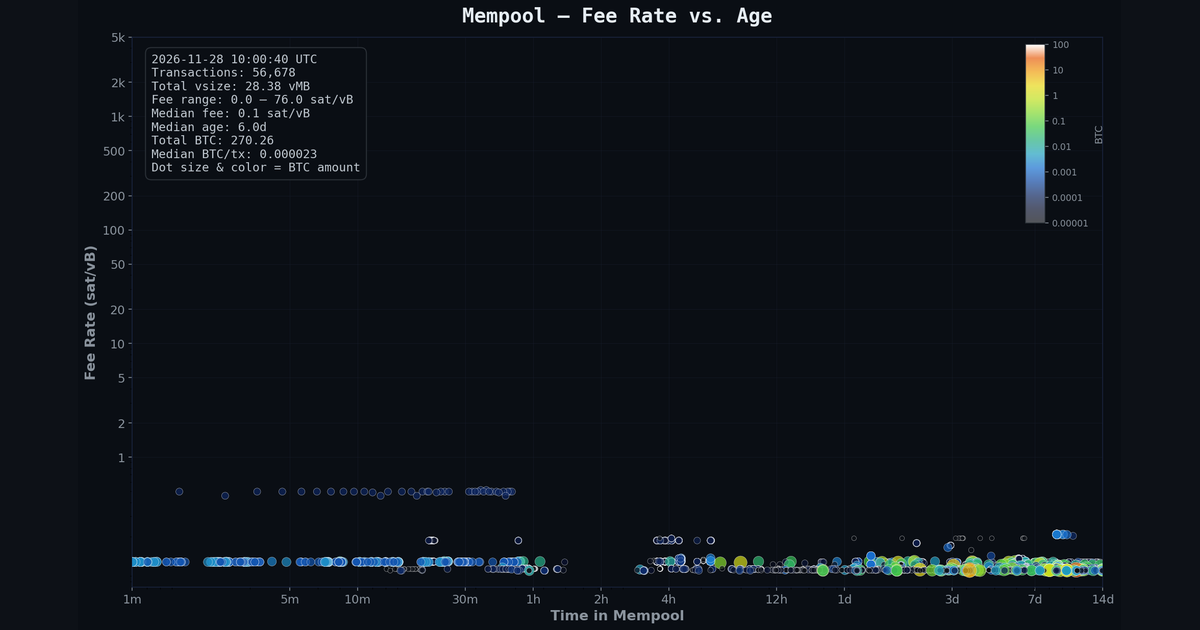 Mempool — Fee Rate vs. Age
2026-11-28 10:00:40 UTC
Transactions: 56,678
Total vsize: 28.38 vMB
Fee range: 0.0 — 76.0 sat/vB
Median fee: 0.1 sat/vB
Median age: 6.0d
Total BTC: 270.26
Median BTC/tx: 0.000023
Dot size & color = BTC amount
100
10
1
0.1
0.01
0.001
0.0001
0.00001
BTC
5k
2k
1k
500
200
100
50
20
10
5
2
1
Fee Rate (sat/vB)
1m 5m 10m 30m 1h 2h 4h 12h 1d 3d 7d 14d
Time in Mempool